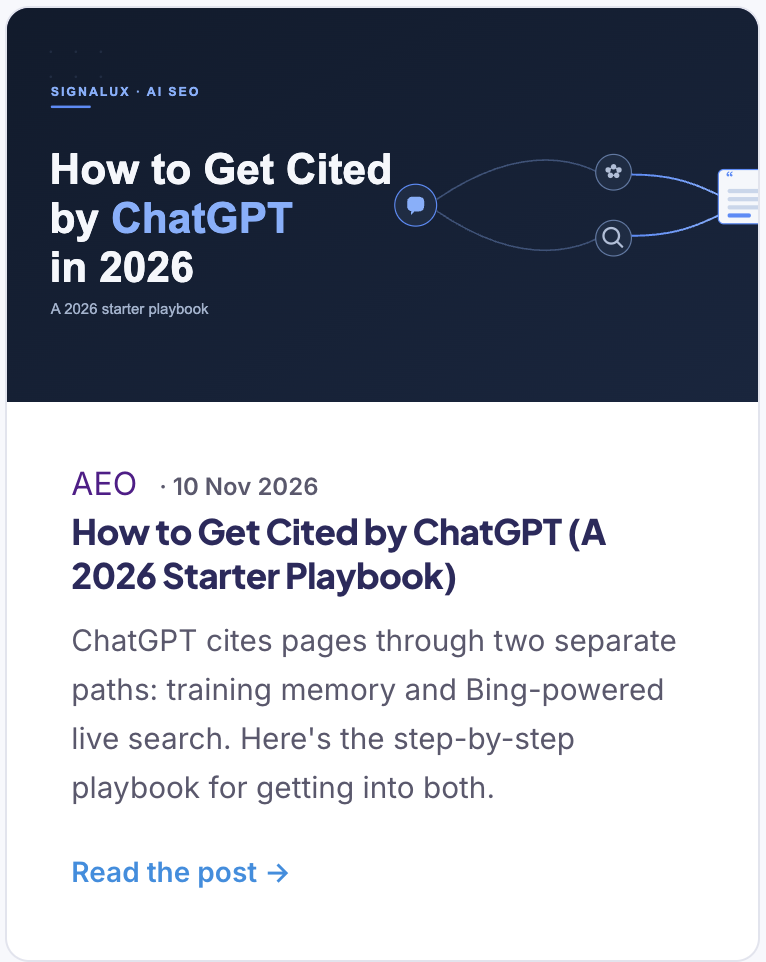 SIGNALUX · AI SEO
How to Get Cited
by ChatGPT
in 2026
A 2026 starter playbook
AEO · 10 Nov 2026
How to Get Cited by ChatGPT (A
2026 Starter Playbook)
ChatGPT cites pages through two separate
paths: training memory and Bing-powered
live search. Here's the step-by-step
playbook for getting into both.
Read the post →